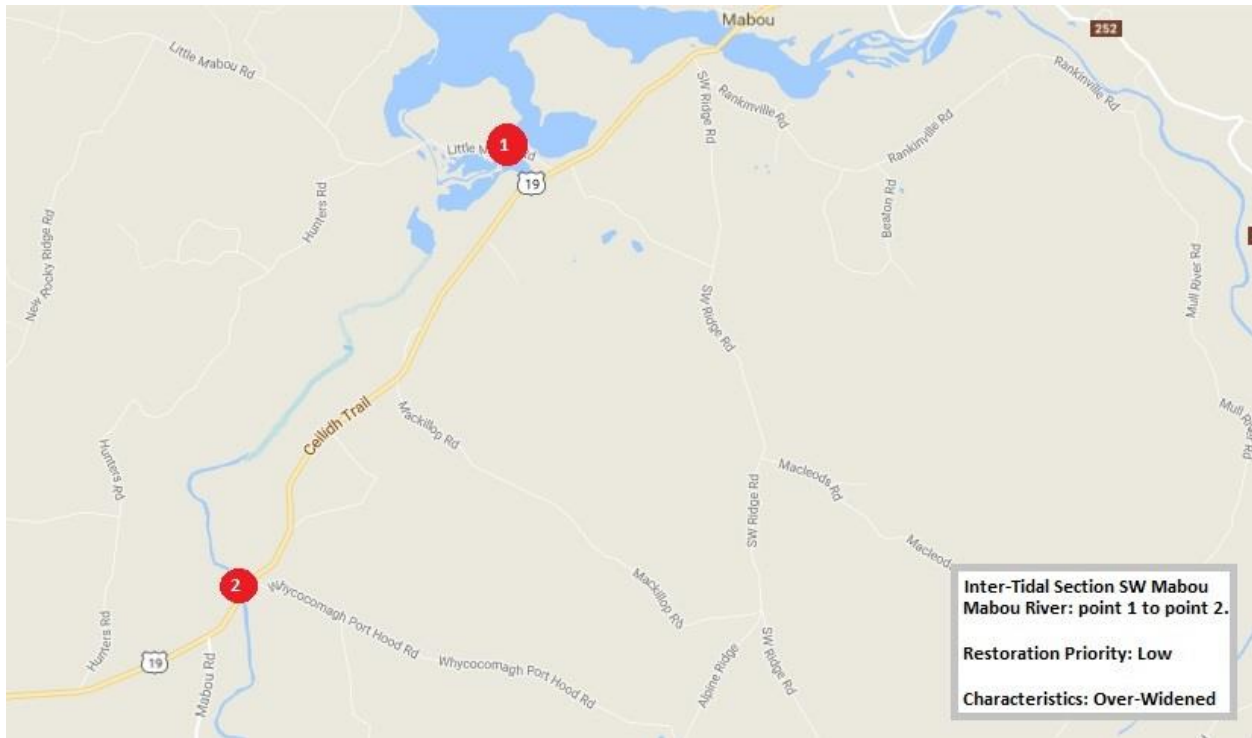 Mabou
252
Little Mabou Rd
Rankinville Rd
SW Ridge Rd
Rankinville Rd
1
Little M
Rd
Rankinville Rd
19
Hunters Rd
Beaton Rd
Rocky Ridge Rd
Mull River Rd
SW Ridge Rd
Ceilidh Trail
Mackillop Rd
Mull River Rd
Hunters Rd
Macleods Rd
SW Ridge Rd
Macleods
2
Whycocomagh Port Hood Rd
Mackillop Rd
Hunters Rd
19
Mabou Rd
Whycocomagh Port Hood Rd
Alpine Ridge
SW Ridge Rd
Inter-Tidal Section SW Mabou
Mabou River: point 1 to point 2.
Restoration Priority: Low
Characteristics: Over-Widened